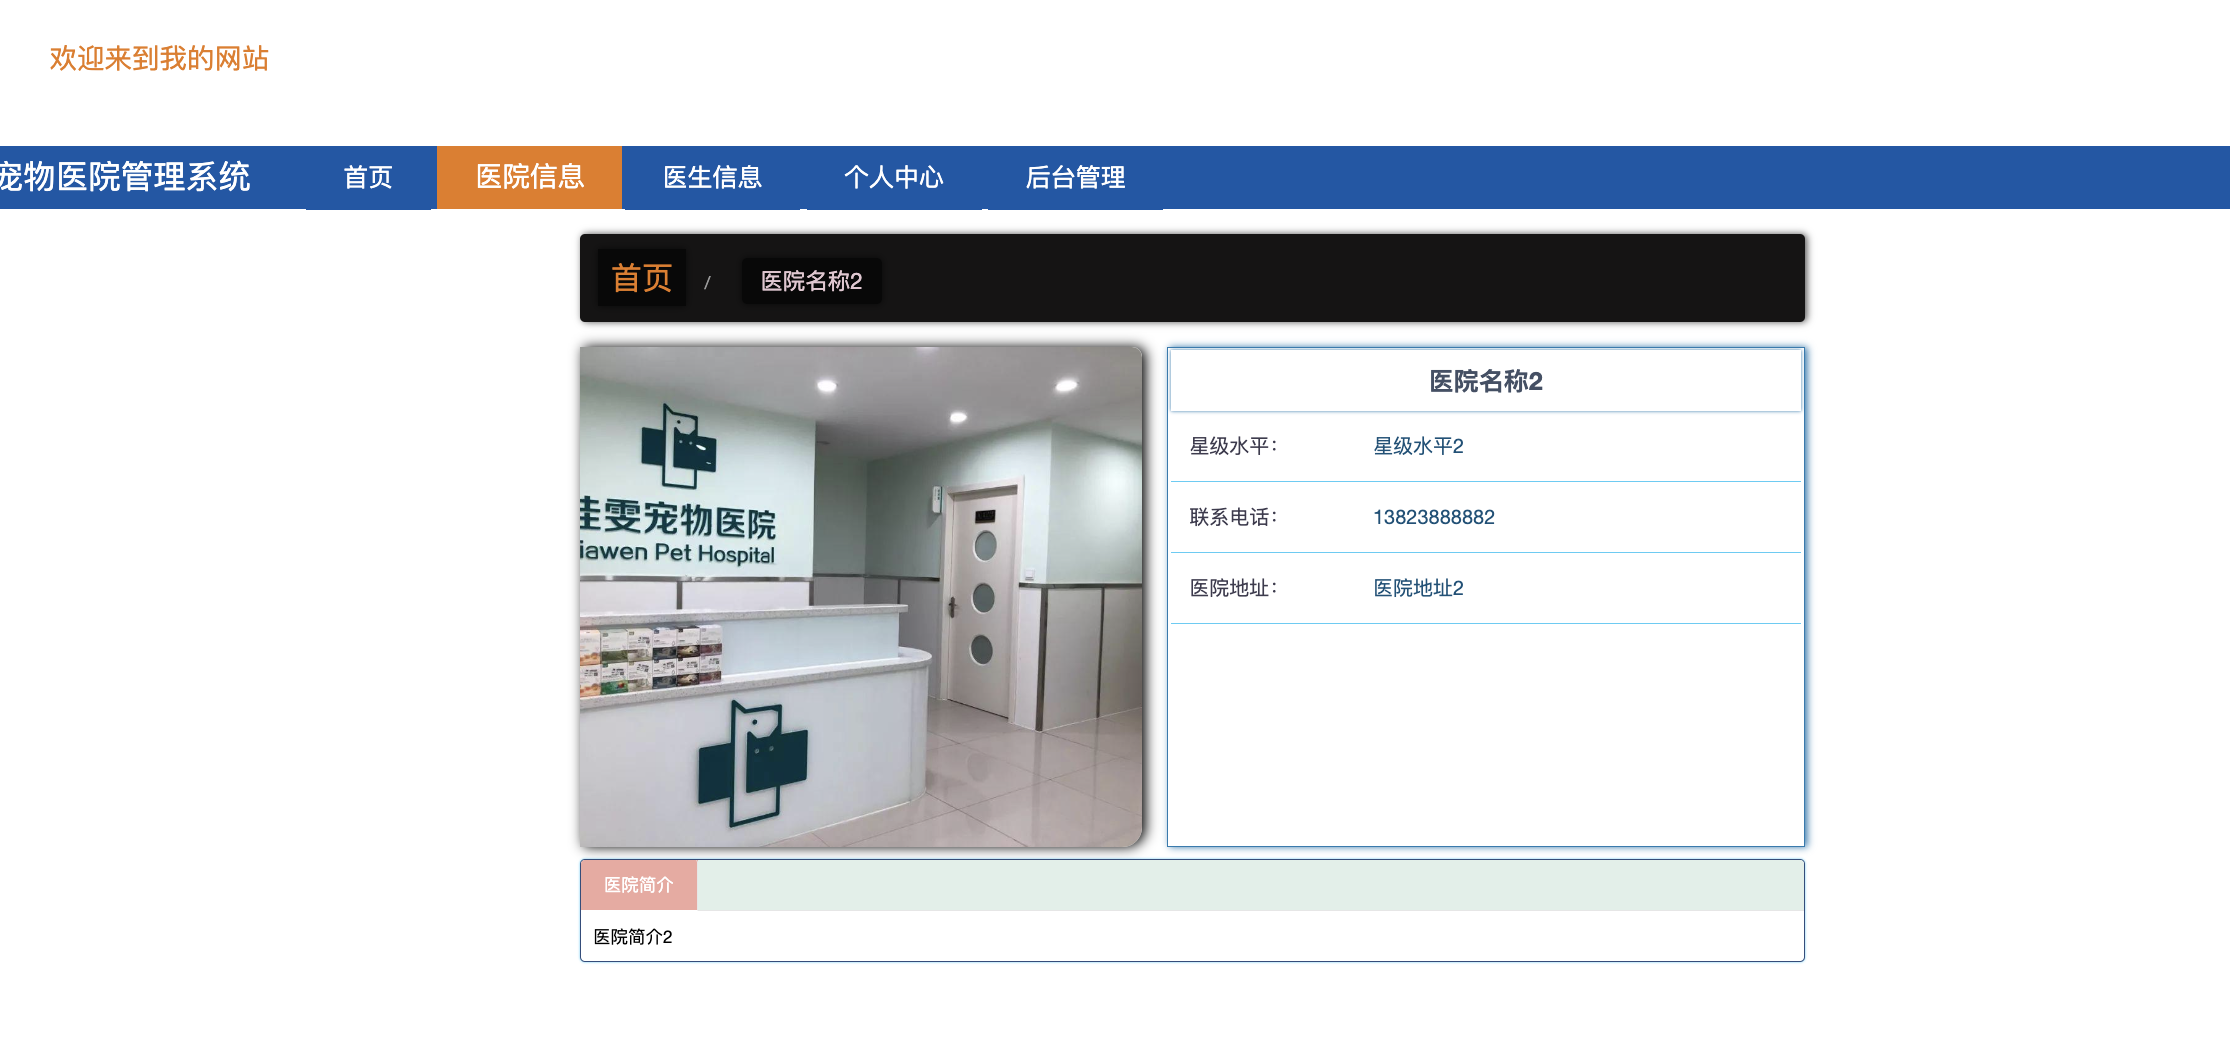 欢迎来到我的网站
宠物医院管理系统 首页 医院信息 医生信息 个人中心 后台管理
首页 / 医院名称2
雯宠物医院
iawen Pet Hospital
医院名称2
星级水平： 星级水平2
联系电话： 13823888882
医院地址： 医院地址2
医院简介
医院简介2